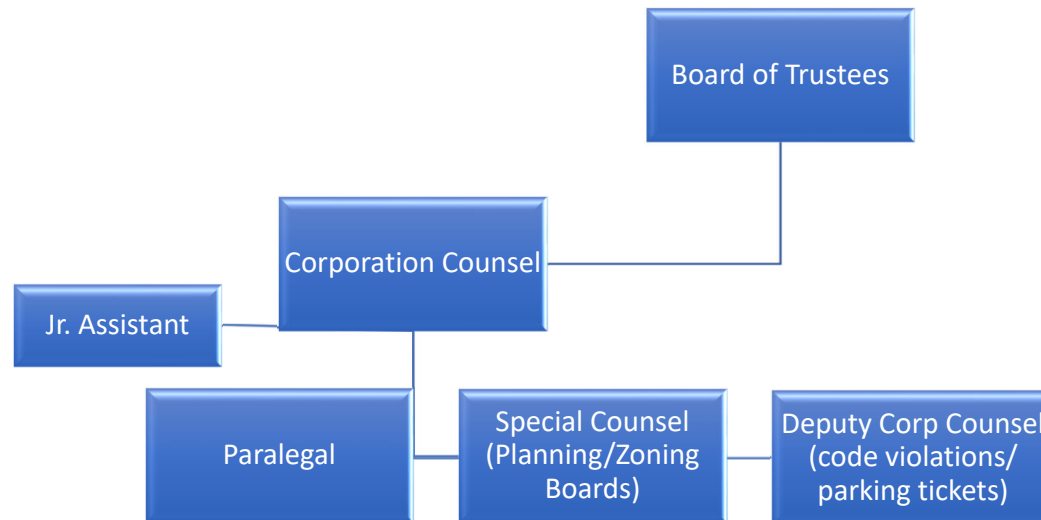 Board of Trustees
Corporation Counsel
Jr. Assistant
Paralegal
Special Counsel
(Planning/Zoning
Boards)
Deputy Corp Counsel
(code violations/
parking tickets)